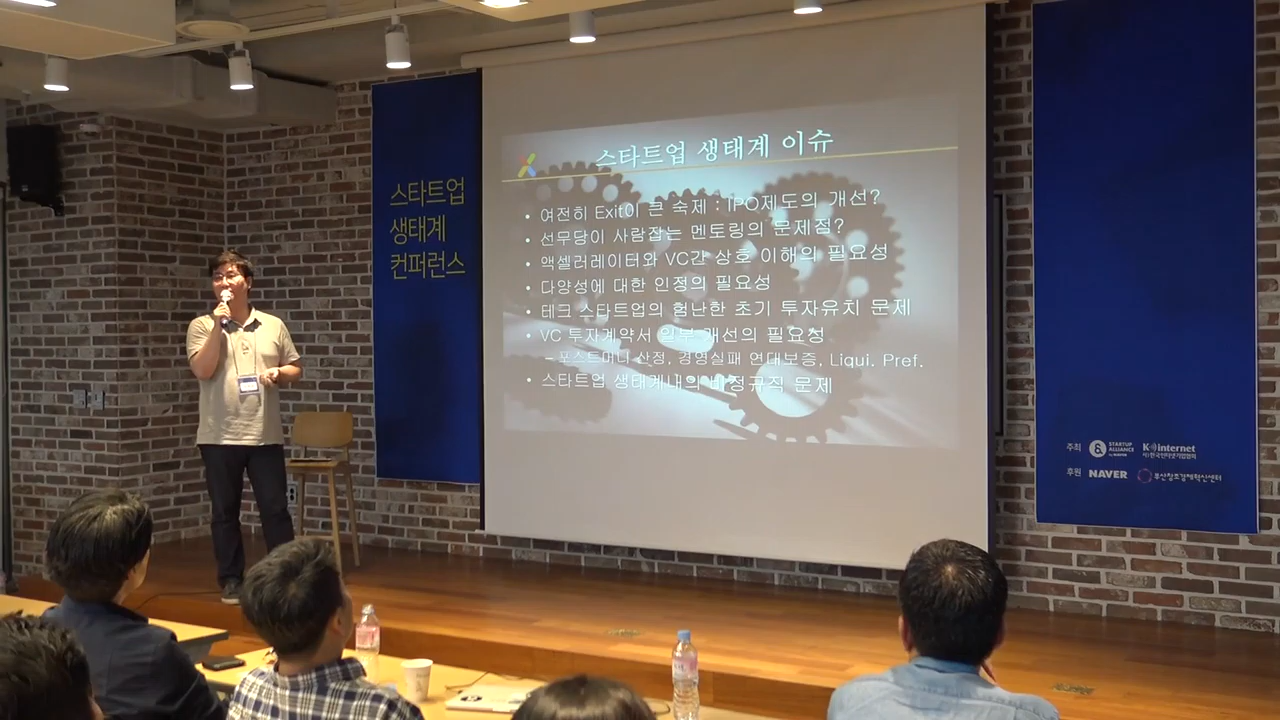 스타트업
생태계
컨퍼런스
스타트업 생태계 이슈
• 여전히 Exit이 큰 숙제 : IPO제도의 개선?
• 선무당이 사람잡는 멘토링의 문제점?
• 액셀러레이터와 VC간 상호 이해의 필요성
• 다양성에 대한 인정의 필요성
• 테크 스타트업의 험난한 초기 투자유치 문제
• VC 투자계약서 일부 개선의 필요성
– 포스트머니 산정, 경영실패 연대보증, Liqui. Pref.
• 스타트업 생태계내의 비정규직 문제
주최 & STARTUP ALLIANCE by NAVER K internet (사)한국인터넷기업협회
후원 NAVER 부산창조경제혁신센터